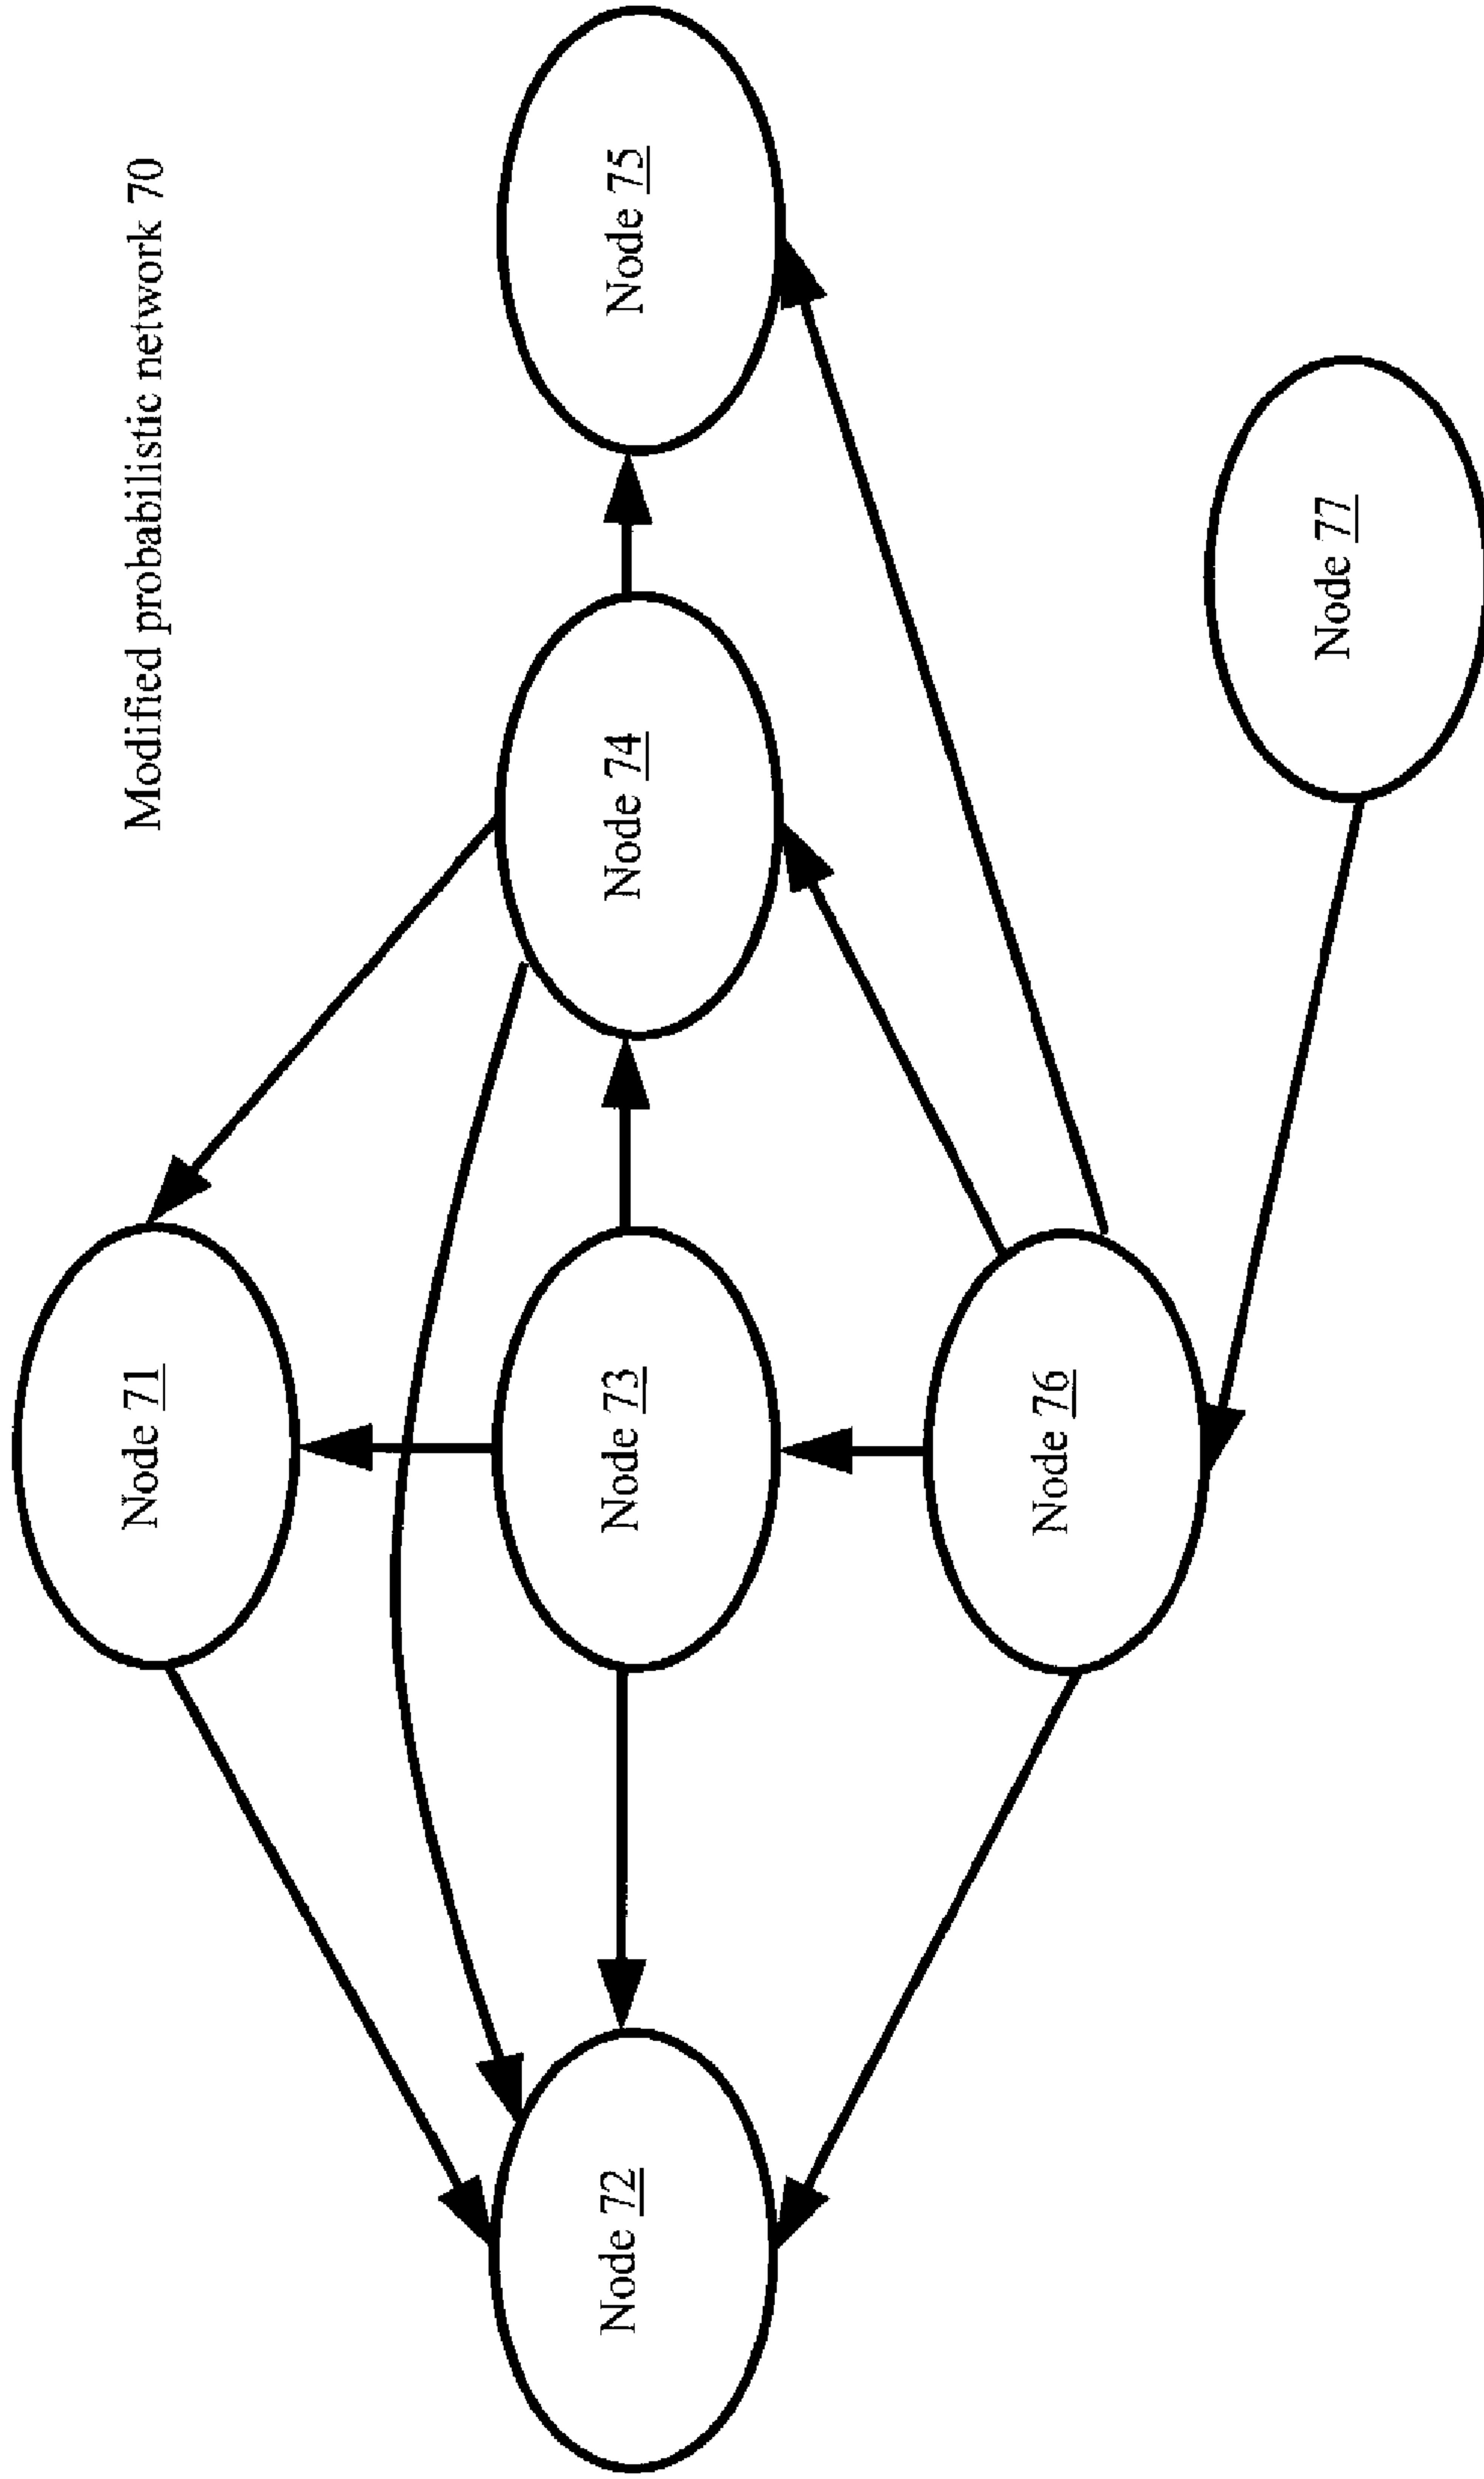 Modified probabilistic network 70
Node 71
Node 72
Node 73
Node 74
Node 75
Node 76
Node 77